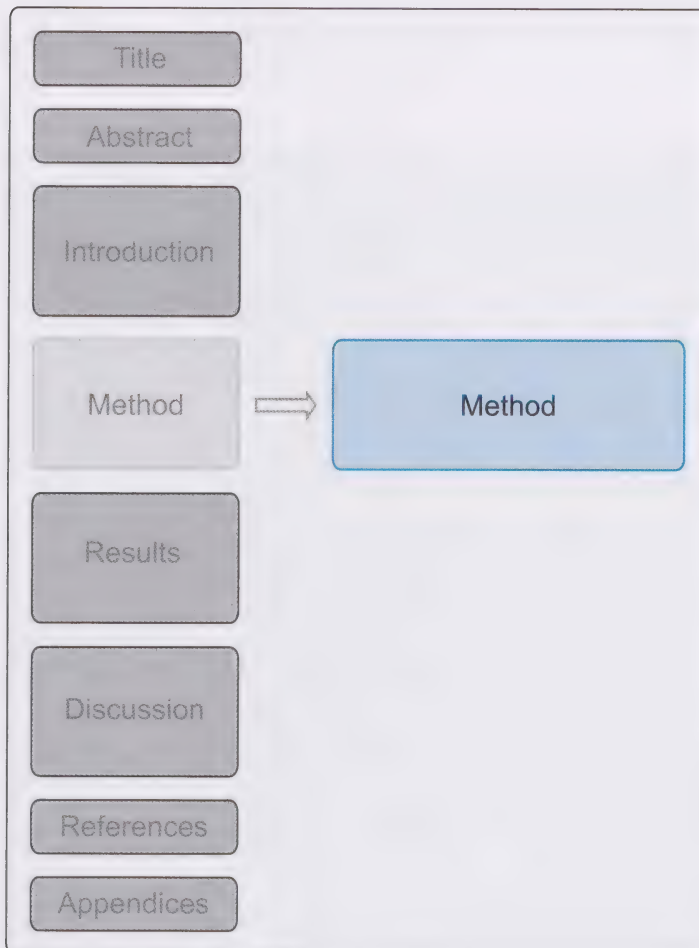 Title
Abstract
Introduction
Method
Method
Results
Discussion
References
Appendices